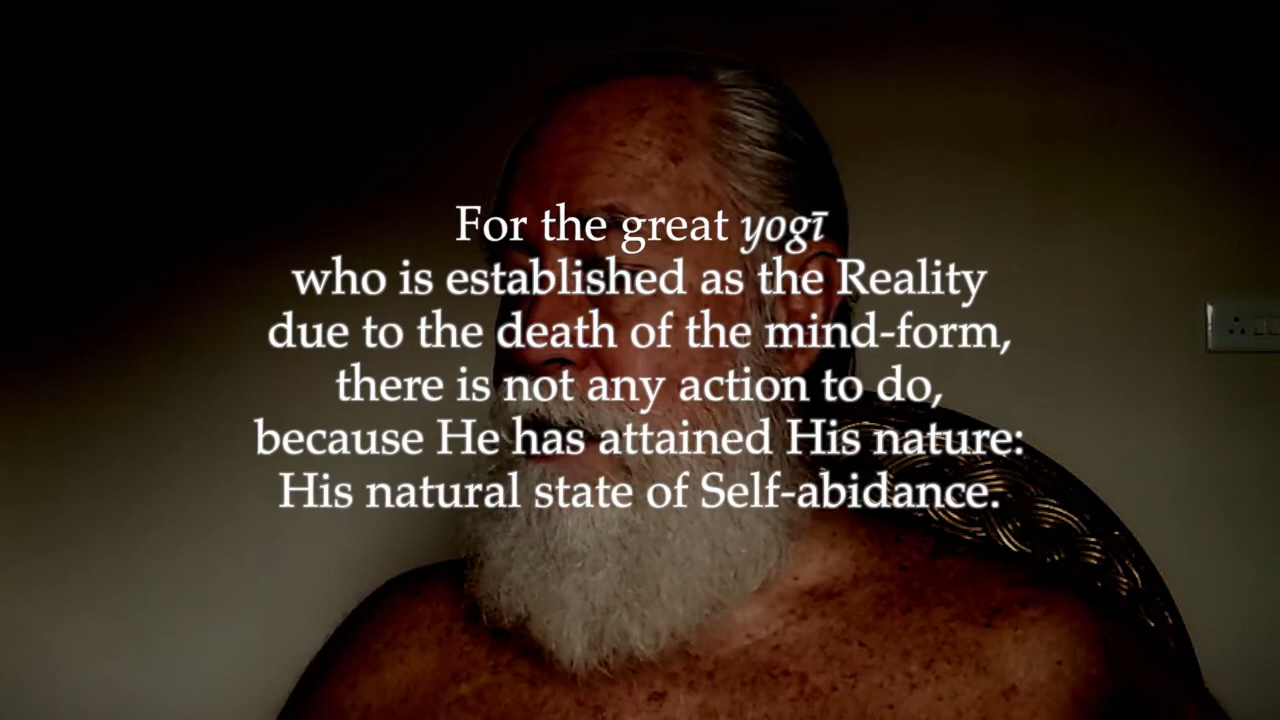 For the great yogī
who is established as the Reality
due to the death of the mind-form,
there is not any action to do,
because He has attained His nature:
His natural state of Self-abidance.